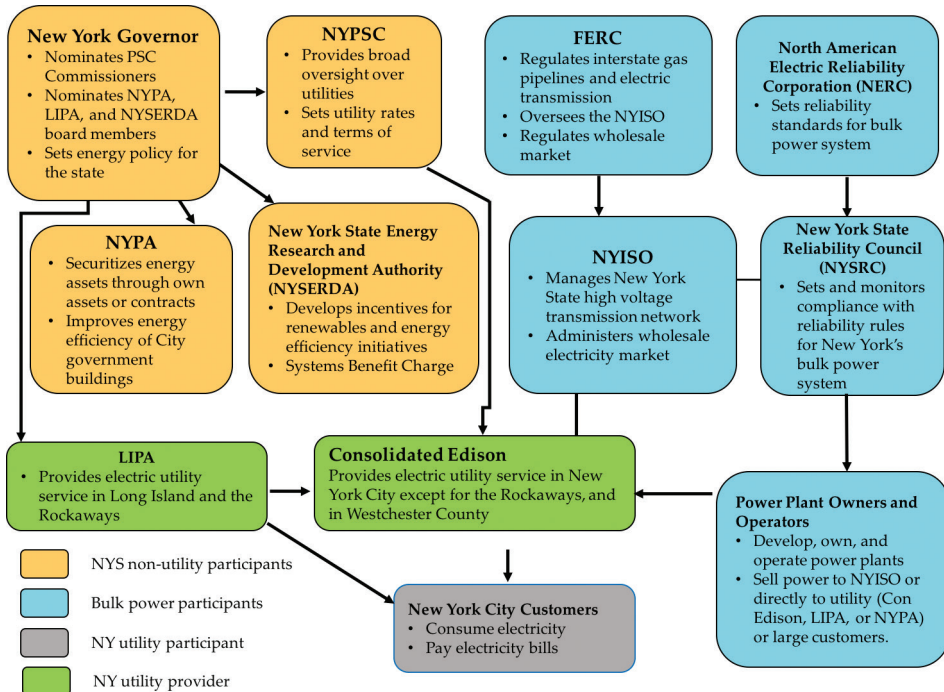 New York Governor
• Nominates PSC
Commissioners
• Nominates NYPA,
LIPA, and NYSERDA
board members
• Sets energy policy for
the state
NYPSC
• Provides broad
oversight over
utilities
• Sets utility rates
and terms of
service
FERC
• Regulates interstate gas
pipelines and electric
transmission
• Oversees the NYISO
• Regulates wholesale
market
North American
Electric Reliability
Corporation (NERC)
• Sets reliability
standards for bulk
power system
NYPA
• Securitizes energy
assets through own
assets or contracts
• Improves energy
efficiency of City
government
buildings
New York State Energy
Research and
Development Authority
(NYSERDA)
• Develops incentives for
renewables and energy
efficiency initiatives
• Systems Benefit Charge
NYISO
• Manages New York
State high voltage
transmission network
• Administers wholesale
electricity market
New York State
Reliability Council
(NYSRC)
• Sets and monitors
compliance with
reliability rules
for New York's
bulk power
system
LIPA
• Provides electric utility
service in Long Island and the
Rockaways
Consolidated Edison
Provides electric utility service in New
York City except for the Rockaways, and
in Westchester County
Power Plant Owners and
Operators
• Develop, own, and
operate power plants
• Sell power to NYISO or
directly to utility (Con
Edison, LIPA, or NYPA)
or large customers.
New York City Customers
• Consume electricity
• Pay electricity bills
NYS non-utility participants
Bulk power participants
NY utility participant
NY utility provider